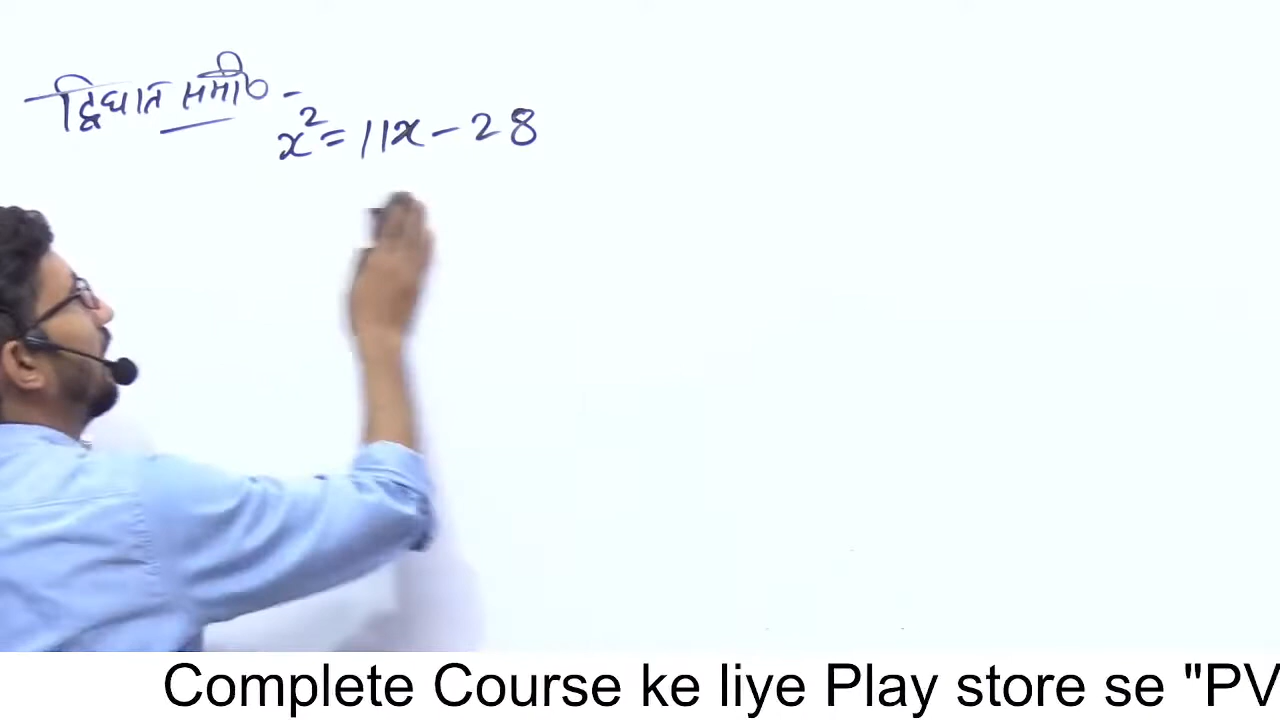 द्विघात समी० -
x² = 11x - 28
Complete Course ke liye Play store se "PV